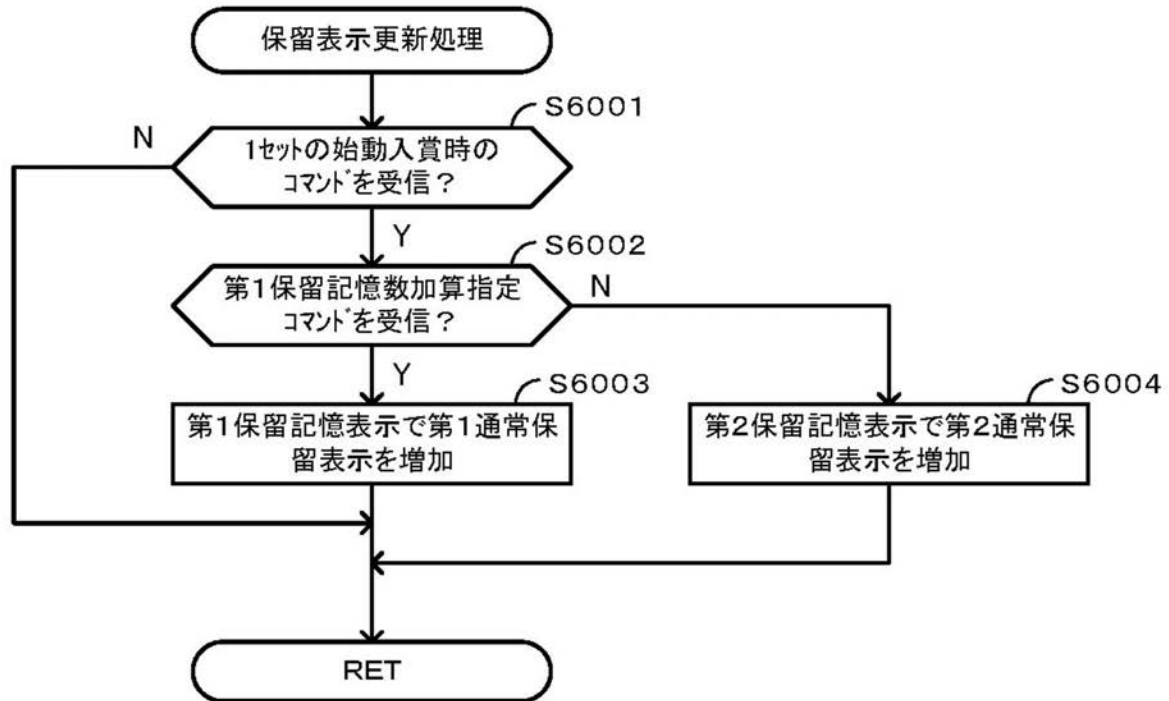 保留表示更新処理
S6001
N
1ｾｯﾄの始動入賞時の
ｺﾏﾝﾄﾞを受信？
Y
S6002
第1保留記憶数加算指定
ｺﾏﾝﾄﾞを受信？
N
Y
S6003
第1保留記憶表示で第1通常保
留表示を増加
S6004
第2保留記憶表示で第2通常保
留表示を増加
RET